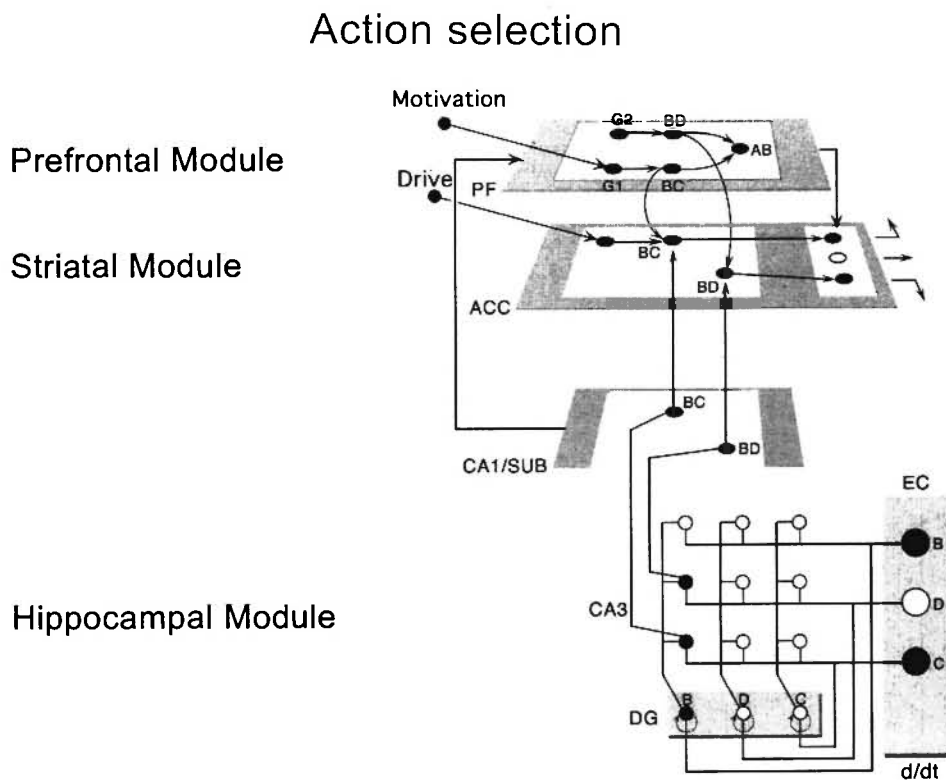 Action selection
Motivation
G2 BD
Prefrontal Module
AB
Drive
PF
G1 BC
Striatal Module
BC
BD
ACC
BC
CA1/SUB
BD
EC
B
D
Hippocampal Module
CA3
C
B D C
DG
d/dt